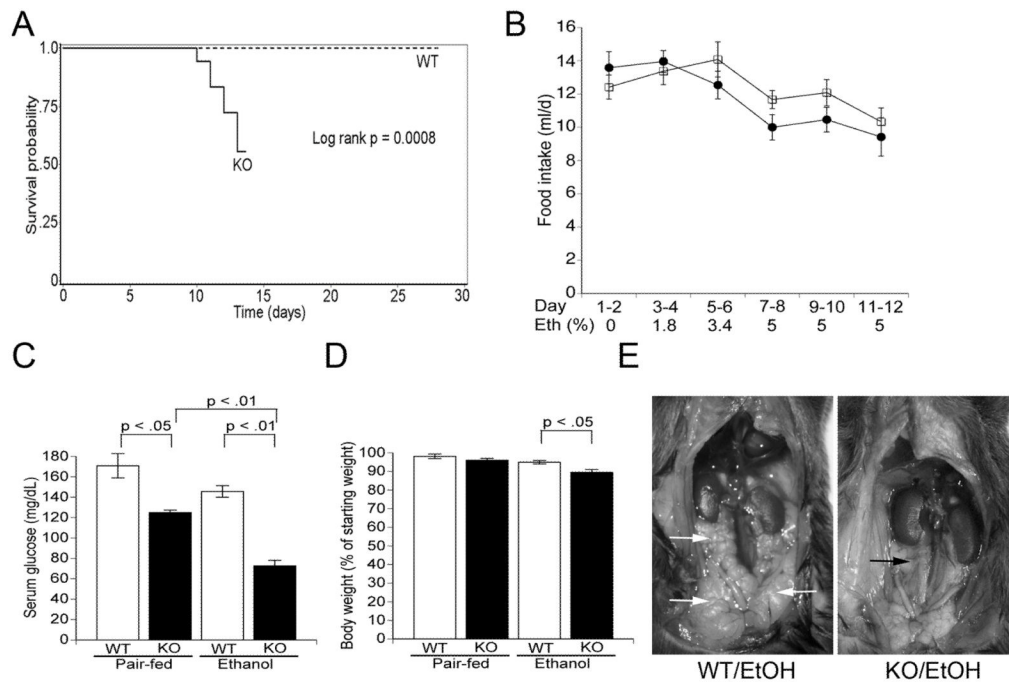 A
1.0
.75
.50
.25
0
Survival probability
WT
KO
Log rank p = 0.0008
0 5 10 15 20 25 30
Time (days)
B
16
14
12
10
8
6
4
2
0
Food intake (ml/d)
Day 1-2 3-4 5-6 7-8 9-10 11-12
Eth (%) 0 1.8 3.4 5 5 5
C
p < .01
p < .05 p < .01
180
160
140
120
100
80
60
40
20
0
Serum glucose (mg/dL)
WT KO WT KO
Pair-fed Ethanol
D
p < .05
100
90
80
70
60
50
40
30
20
10
0
Body weight (% of starting weight)
WT KO WT KO
Pair-fed Ethanol
E
WT/EtOH KO/EtOH